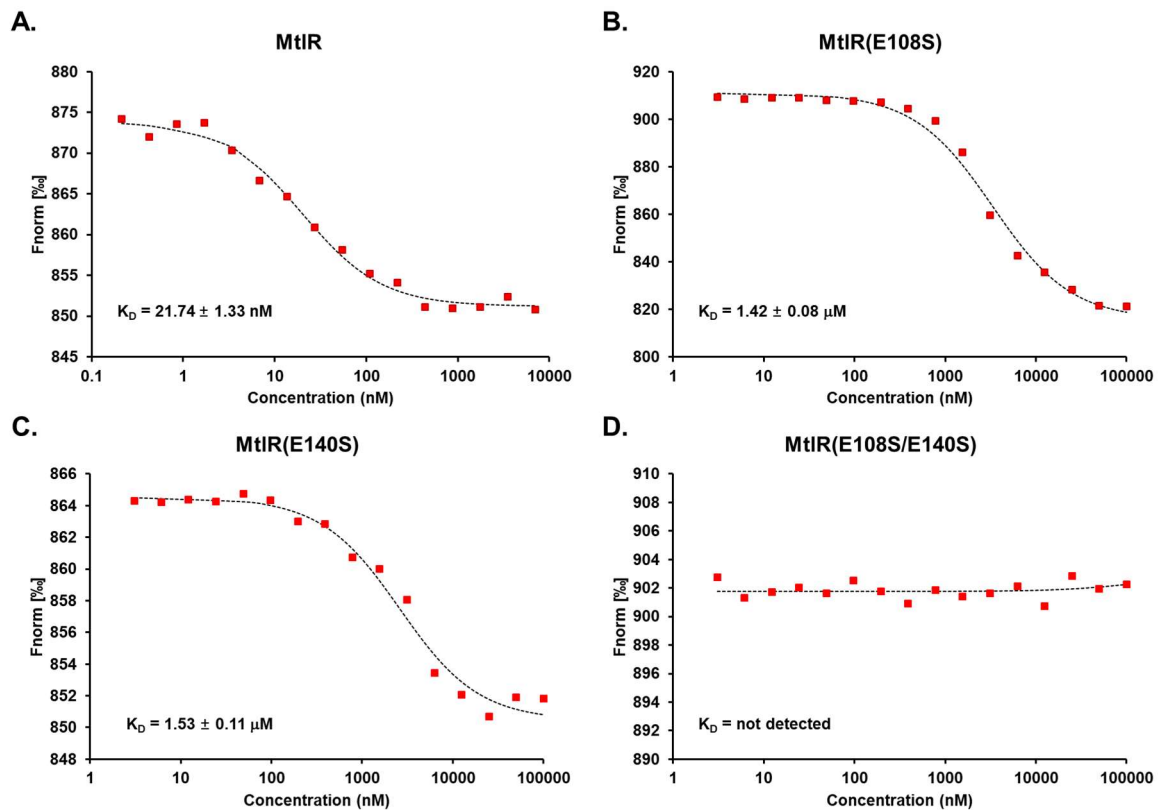 A.
MtlR
880
875
870
865
860
855
850
845
Fnorm [‰]
K_D = 21.74 ± 1.33 nM
0.1 1 10 100 1000 10000
Concentration (nM)
B.
MtlR(E108S)
920
900
880
860
840
820
800
Fnorm [‰]
K_D = 1.42 ± 0.08 μM
1 10 100 1000 10000 100000
Concentration (nM)
C.
MtlR(E140S)
866
864
862
860
858
856
854
852
850
848
Fnorm [‰]
K_D = 1.53 ± 0.11 μM
1 10 100 1000 10000 100000
Concentration (nM)
D.
MtlR(E108S/E140S)
910
908
906
904
902
900
898
896
894
892
890
Fnorm [‰]
K_D = not detected
1 10 100 1000 10000 100000
Concentration (nM)